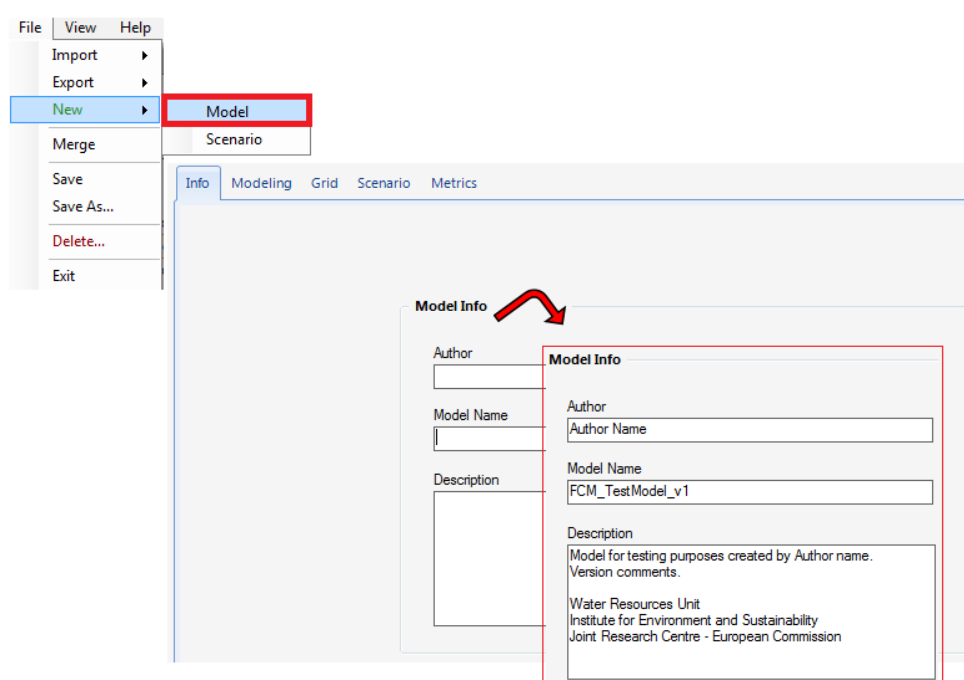 File View Help
Import
Export
New
Model
Merge
Scenario
Save
Save As...
Delete...
Exit
Info Modeling Grid Scenario Metrics
Model Info
Author
Model Name
Description
Model Info
Author
Author Name
Model Name
FCM_TestModel_v1
Description
Model for testing purposes created by Author name.
Version comments.
Water Resources Unit
Institute for Environment and Sustainability
Joint Research Centre - European Commission